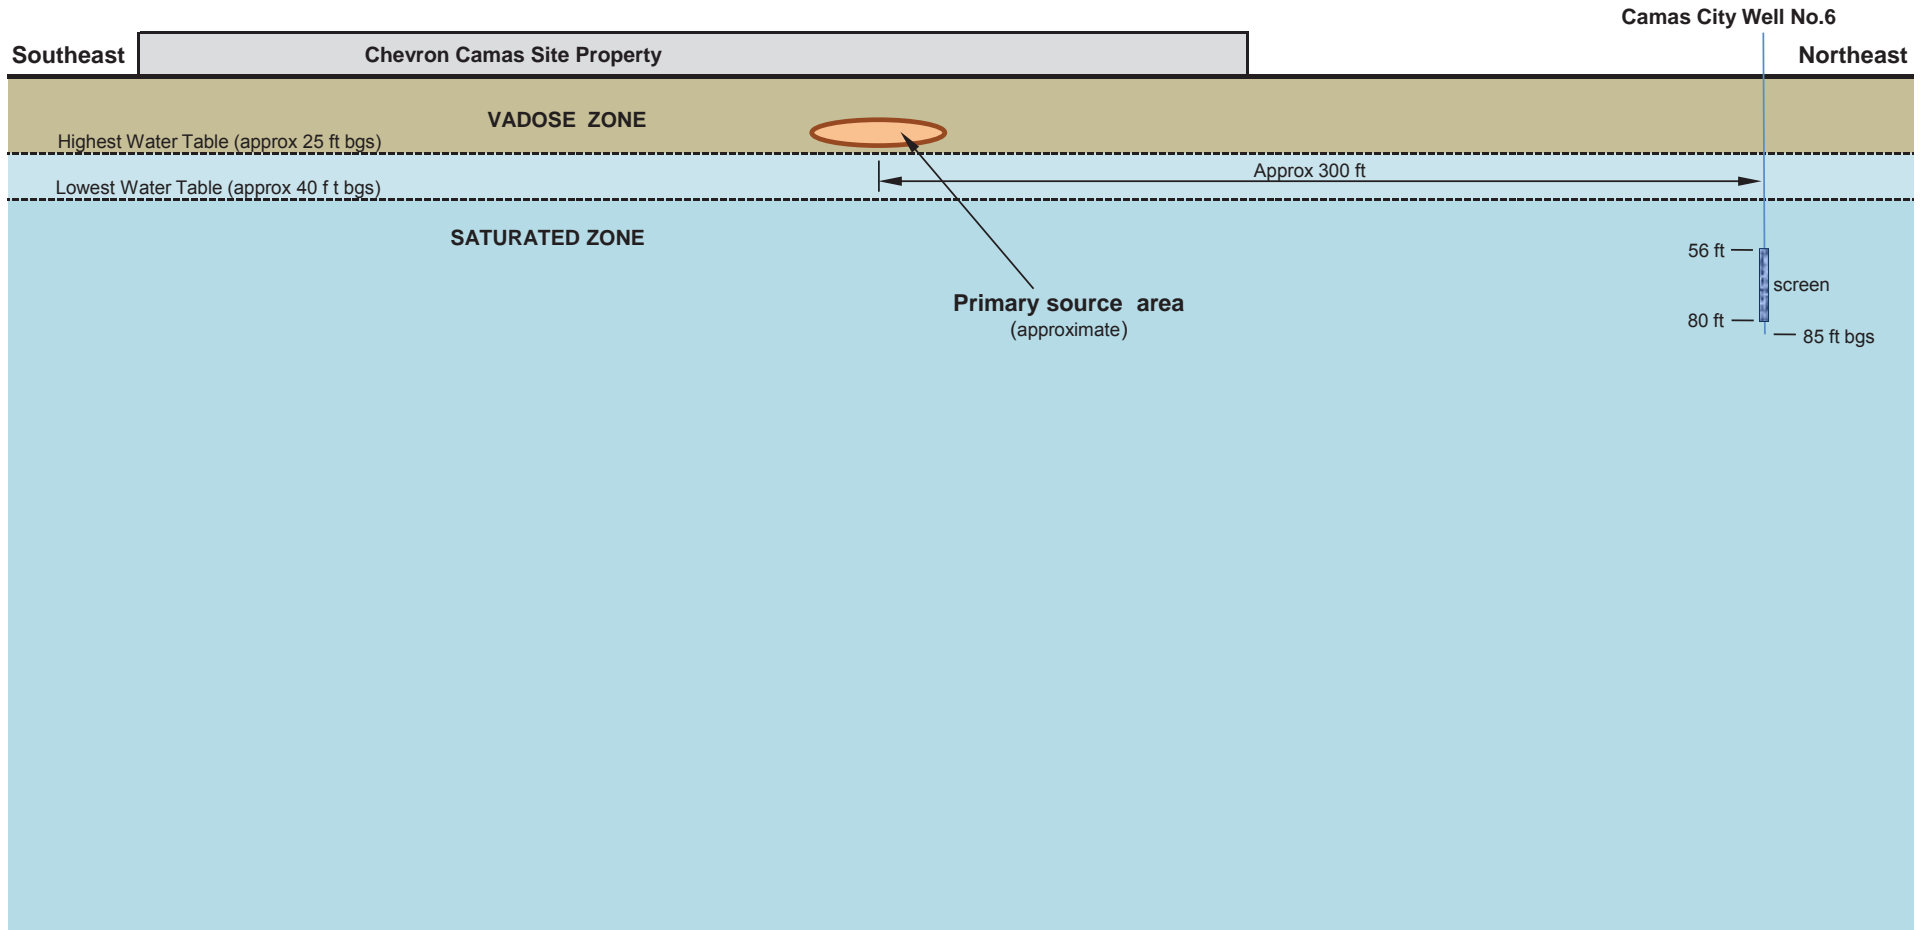 Camas City Well No.6
Southeast
Chevron Camas Site Property
Northeast
VADOSE ZONE
Highest Water Table (approx 25 ft bgs)
Approx 300 ft
Lowest Water Table (approx 40 f t bgs)
SATURATED ZONE
56 ft
screen
Primary source area
(approximate)
80 ft
85 ft bgs